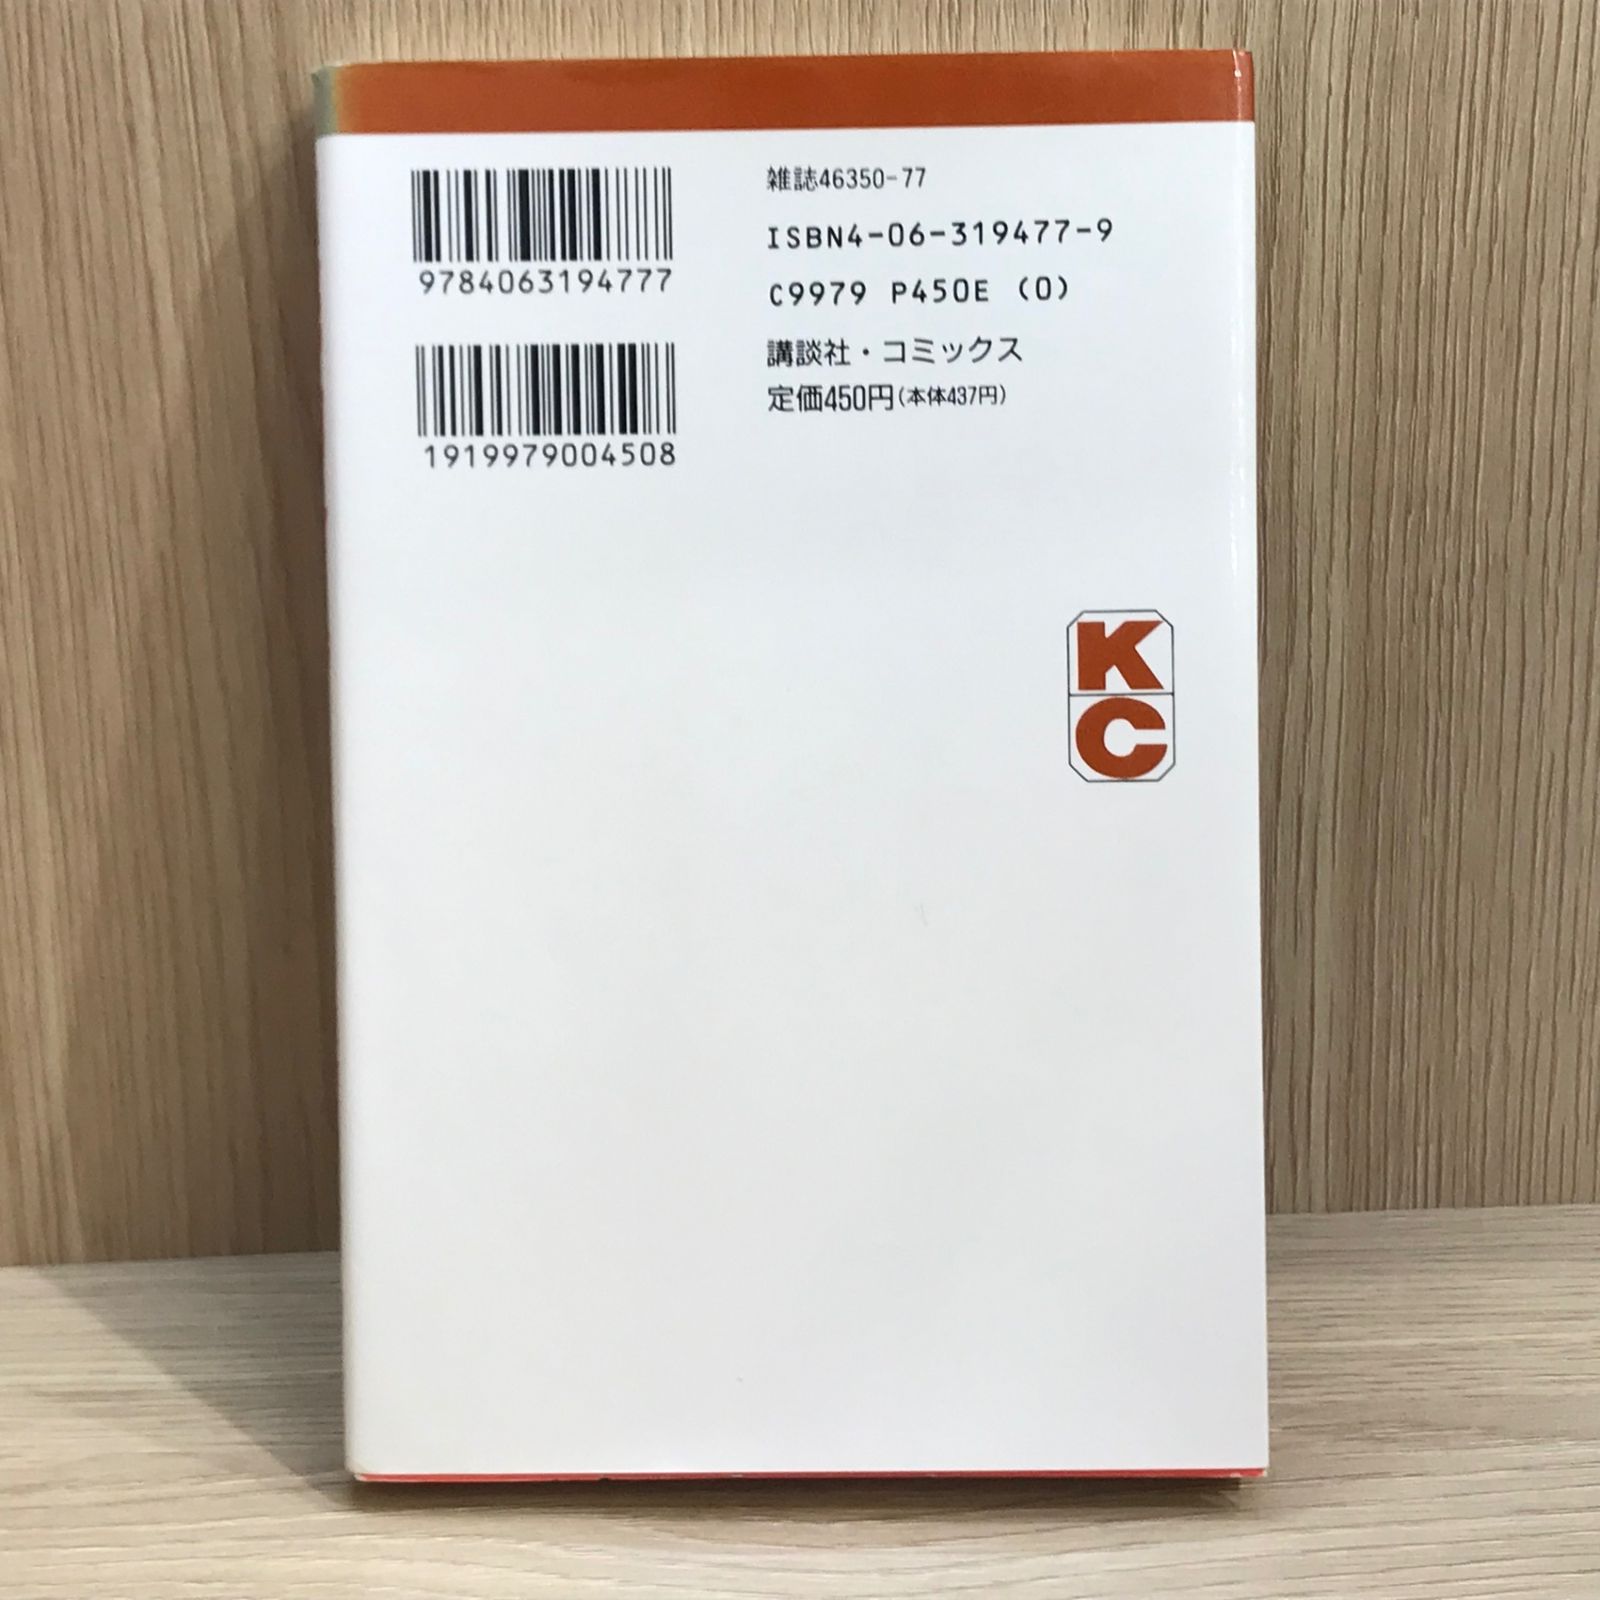 9784063194777
1919979004508
雑誌46350-77
ISBN4-06-319477-9
C9979 P450E (0)
講談社・コミックス
定価450円(本体437円)
K
C